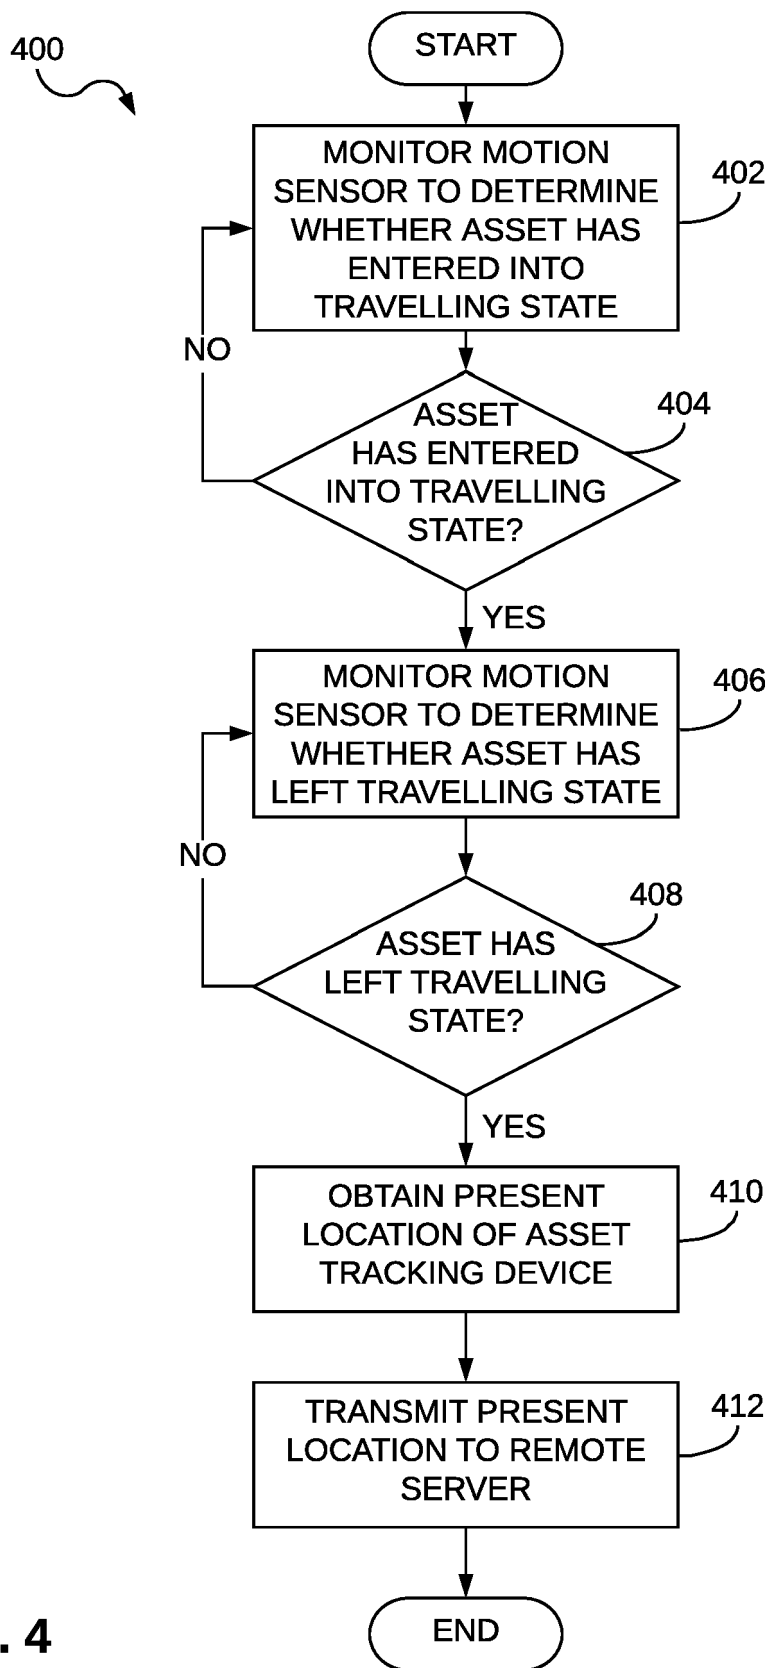 400
START
MONITOR MOTION
SENSOR TO DETERMINE
WHETHER ASSET HAS
ENTERED INTO
TRAVELLING STATE
402
NO
ASSET
HAS ENTERED
INTO TRAVELLING
STATE?
404
YES
MONITOR MOTION
SENSOR TO DETERMINE
WHETHER ASSET HAS
LEFT TRAVELLING STATE
406
NO
ASSET HAS
LEFT TRAVELLING
STATE?
408
YES
OBTAIN PRESENT
LOCATION OF ASSET
TRACKING DEVICE
410
TRANSMIT PRESENT
LOCATION TO REMOTE
SERVER
412
END
. 4